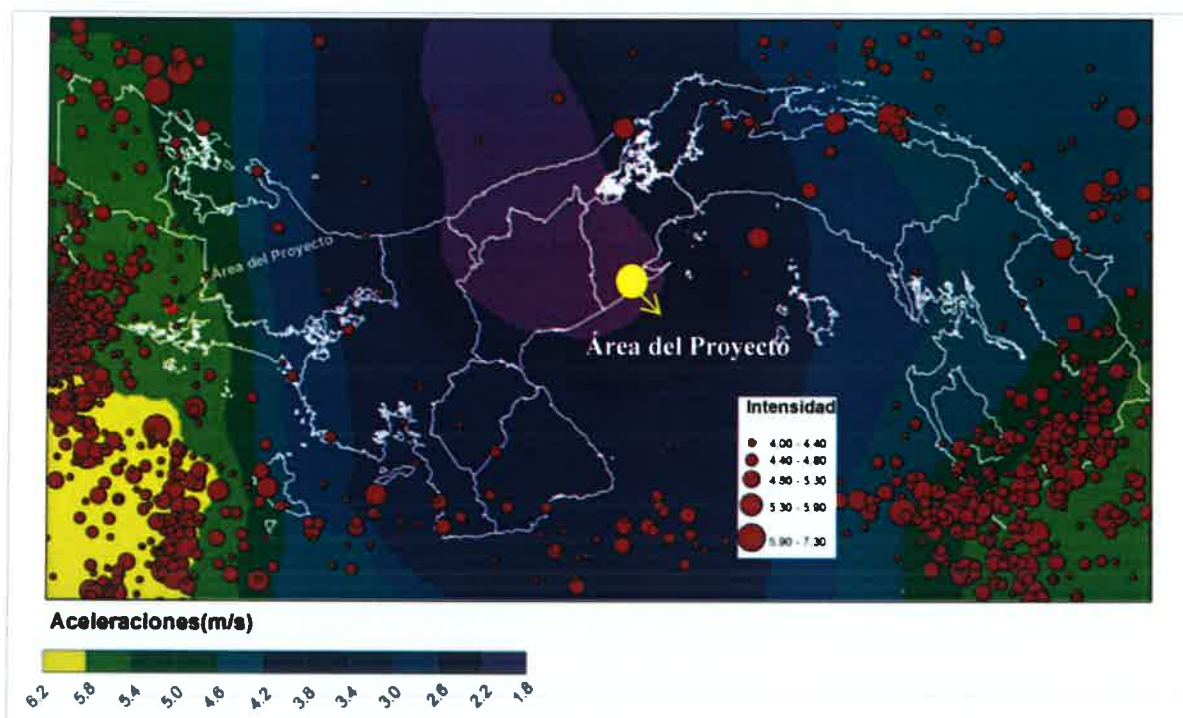 Área del Proyecto
Área del Proyecto
Intensidad
4.00 - 4.40
4.40 - 4.80
4.80 - 5.30
5.30 - 5.90
5.90 - 7.30
Aceleraciones(m/s)
6.2 5.8 5.4 5.0 4.6 4.2 3.8 3.4 3.0 2.6 2.2 1.8